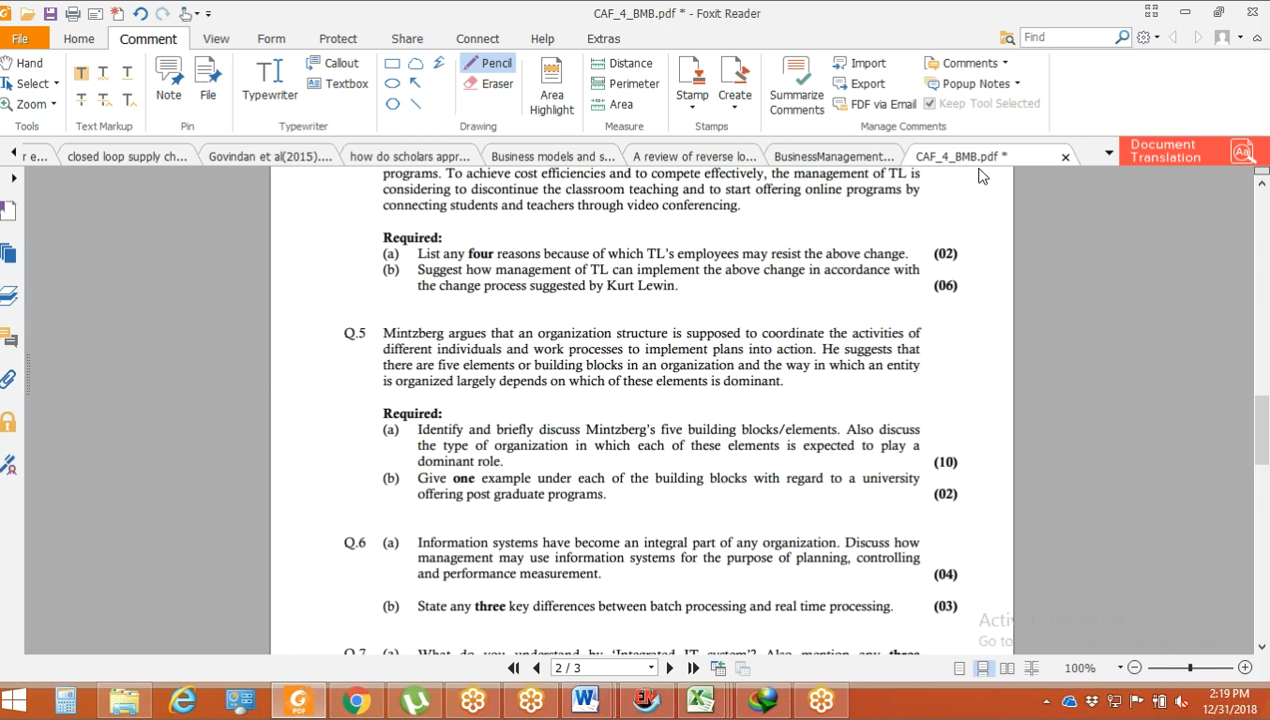 CAF_4_BMB.pdf * - Foxit Reader
File Home Comment View Form Protect Share Connect Help Extras
Find
Hand
Select
Zoom
Tools
Text Markup
Note
File
Pin
Typewriter
Callout
Textbox
Typewriter
Pencil
Eraser
Area
Highlight
Drawing
Distance
Perimeter
Area
Measure
Stamp
Create
Stamps
Summarize
Comments
Import
Export
FDF via Email
Comments
Popup Notes
Keep Tool Selected
Manage Comments
r e... closed loop supply ch... Govindan et al(2015).... how do scholars appr... Business models and s... A review of reverse lo... BusinessManagement... CAF_4_BMB.pdf *
Document
Translation
programs. To achieve cost efficiencies and to compete effectively, the management of TL is
considering to discontinue the classroom teaching and to start offering online programs by
connecting students and teachers through video conferencing.
Required:
(a) List any four reasons because of which TL's employees may resist the above change. (02)
(b) Suggest how management of TL can implement the above change in accordance with
the change process suggested by Kurt Lewin. (06)
Q.5 Mintzberg argues that an organization structure is supposed to coordinate the activities of
different individuals and work processes to implement plans into action. He suggests that
there are five elements or building blocks in an organization and the way in which an entity
is organized largely depends on which of these elements is dominant.
Required:
(a) Identify and briefly discuss Mintzberg's five building blocks/elements. Also discuss
the type of organization in which each of these elements is expected to play a
dominant role. (10)
(b) Give one example under each of the building blocks with regard to a university
offering post graduate programs. (02)
Q.6 (a) Information systems have become an integral part of any organization. Discuss how
management may use information systems for the purpose of planning, controlling
and performance measurement. (04)
(b) State any three key differences between batch processing and real time processing. (03)
Q.7 (a) What do you understand by 'Integrated IT system'? Also mention any three
Go to
2 / 3
100%
2:19 PM
12/31/2018